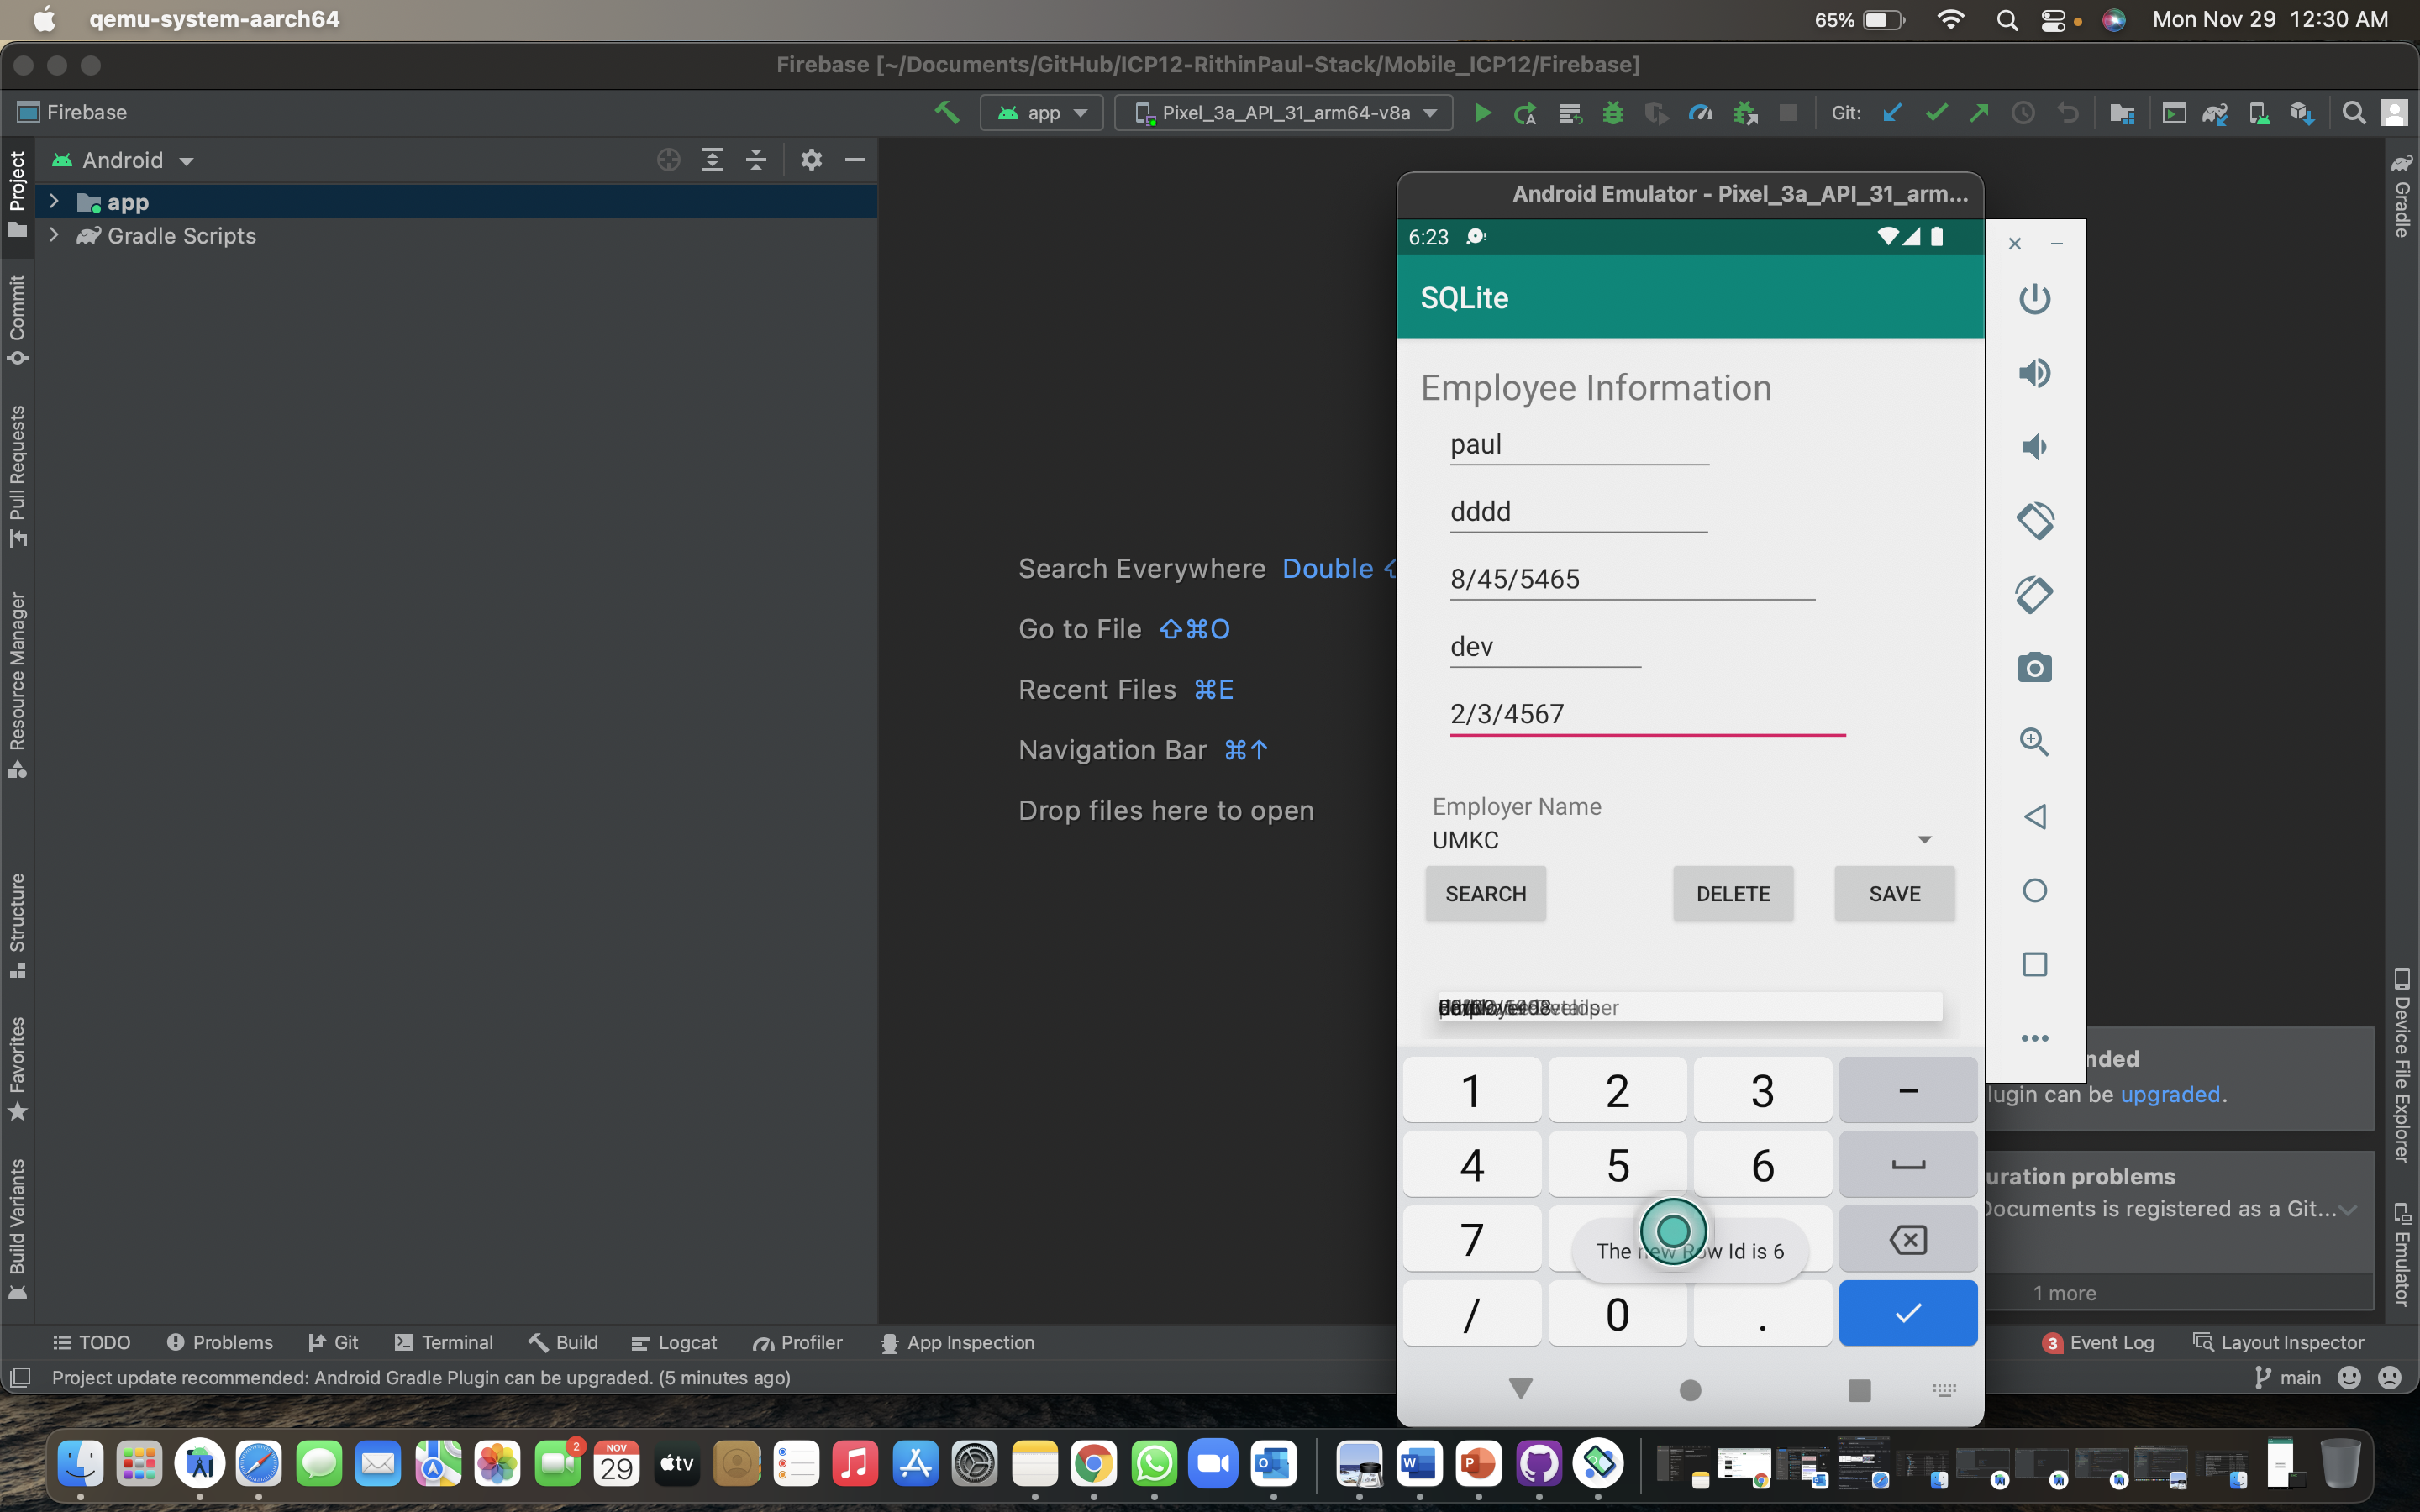 qemu-system-aarch64
65%
Mon Nov 29 12:30 AM
Firebase [~/Documents/GitHub/ICP12-RithinPaul-Stack/Mobile_ICP12/Firebase]
Firebase
app
Pixel_3a_API_31_arm64-v8a
Git:
Project
Android
app
Gradle Scripts
Commit
Pull Requests
Resource Manager
Structure
Favorites
Build Variants
Search Everywhere Double
Go to File ⇧⌘O
Recent Files ⌘E
Navigation Bar ⌘↑
Drop files here to open
Android Emulator - Pixel_3a_API_31_arm...
6:23
SQLite
Employee Information
paul
dddd
8/45/5465
dev
2/3/4567
Employer Name
UMKC
SEARCH
DELETE
SAVE
1 2 3 –
4 5 6
7
The new Row Id is 6
/ 0 .
Gradle
Device File Explorer
Emulator
nded
lugin can be upgraded.
uration problems
Documents is registered as a Git...
1 more
TODO
Problems
Git
Terminal
Build
Logcat
Profiler
App Inspection
3 Event Log
Layout Inspector
Project update recommended: Android Gradle Plugin can be upgraded. (5 minutes ago)
main
2
NOV
29
tv